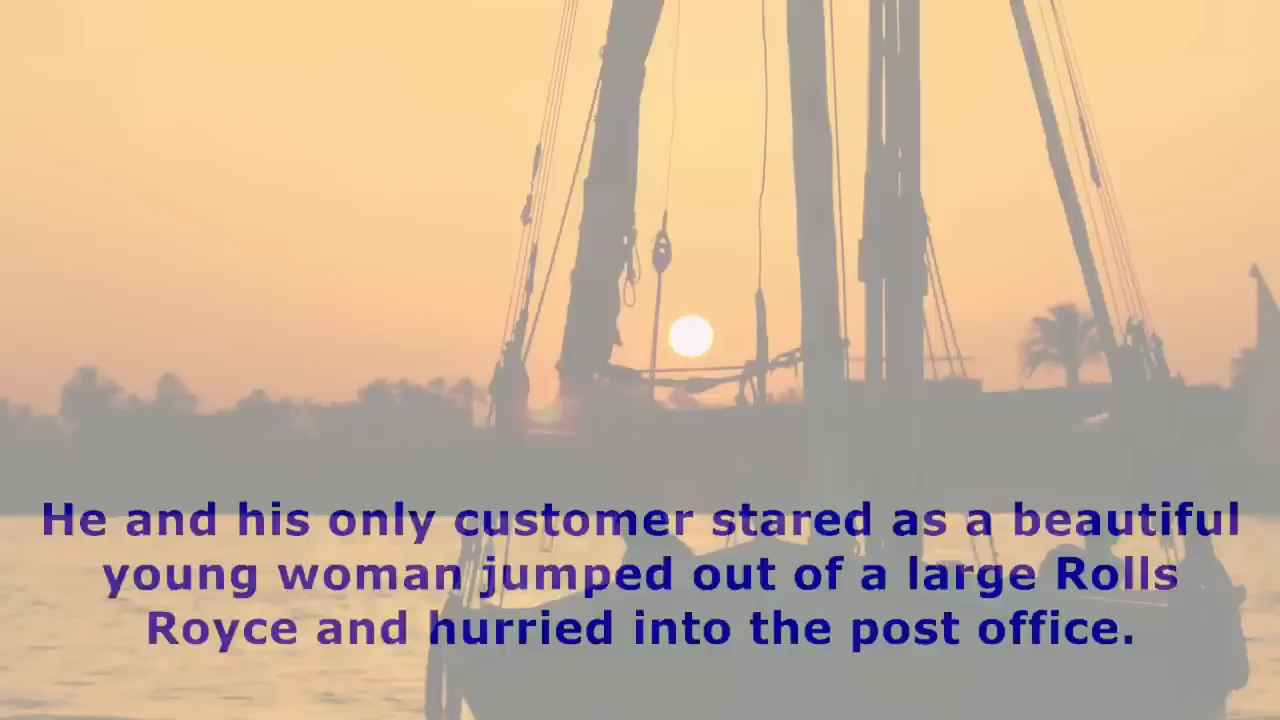 He and his only customer stared as a beautiful
young woman jumped out of a large Rolls
Royce and hurried into the post office.